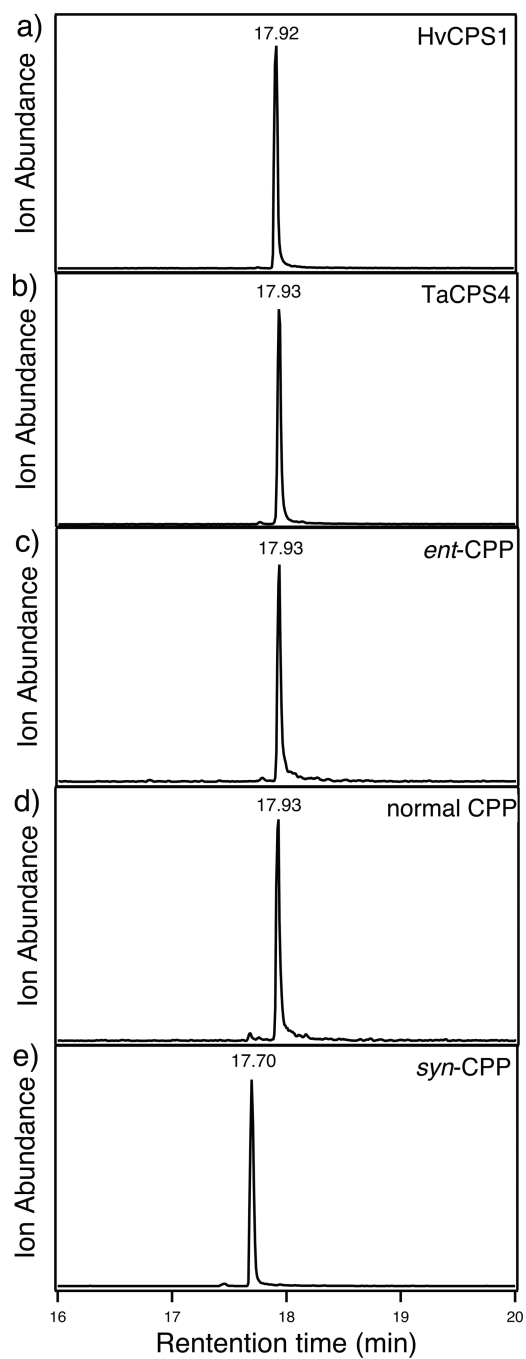 a)
17.92
HvCPS1
Ion Abundance
b)
17.93
TaCPS4
Ion Abundance
c)
17.93
ent-CPP
Ion Abundance
d)
17.93
normal CPP
Ion Abundance
e)
17.70
syn-CPP
Ion Abundance
16 17 18 19 20
Rentention time (min)